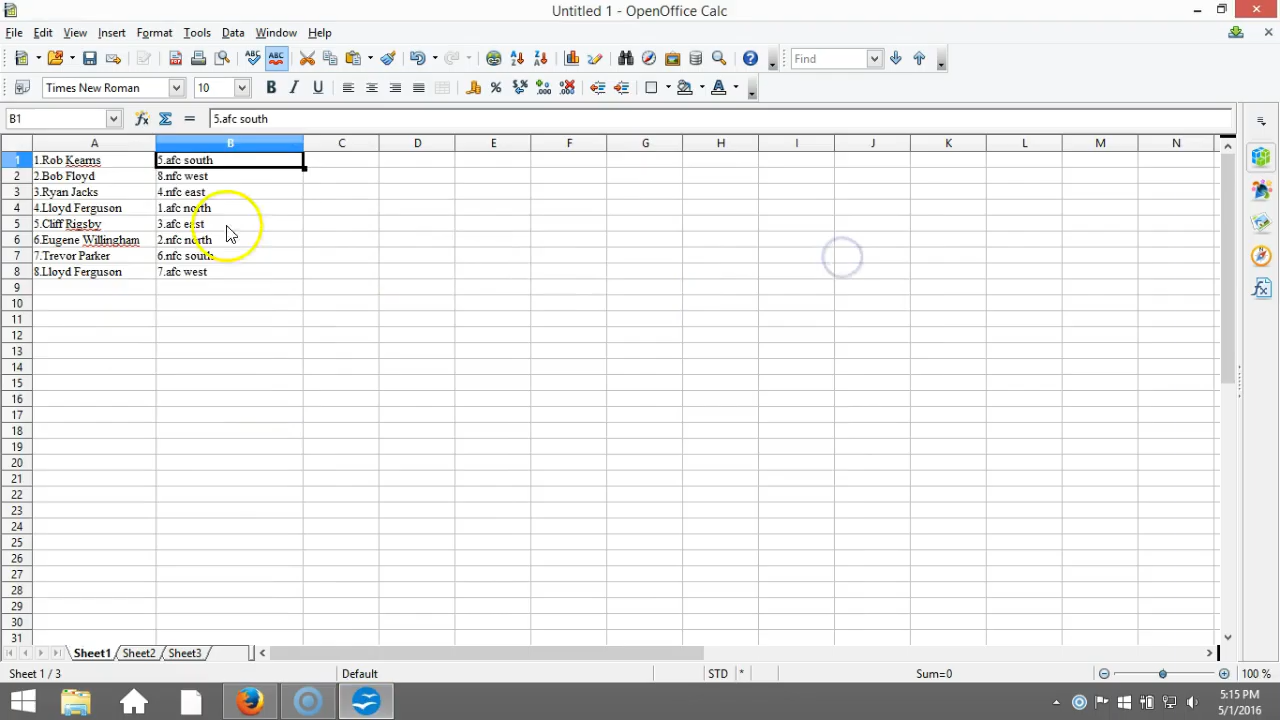 Untitled 1 - OpenOffice Calc
File Edit View Insert Format Tools Data Window Help
Find
Times New Roman 10
B1 5.afc south
A B C D E F G H I J K L M N
1 1.Rob Kearns 5.afc south
2 2.Bob Floyd 8.nfc west
3 3.Ryan Jacks 4.nfc east
4 4.Lloyd Ferguson 1.afc north
5 5.Cliff Rigsby 3.afc east
6 6.Eugene Willingham 2.nfc north
7 7.Trevor Parker 6.nfc south
8 8.Lloyd Ferguson 7.afc west
9
10
11
12
13
14
15
16
17
18
19
20
21
22
23
24
25
26
27
28
29
30
31
Sheet1 Sheet2 Sheet3
Sheet 1 / 3 Default STD * Sum=0 100 %
5:15 PM
5/1/2016